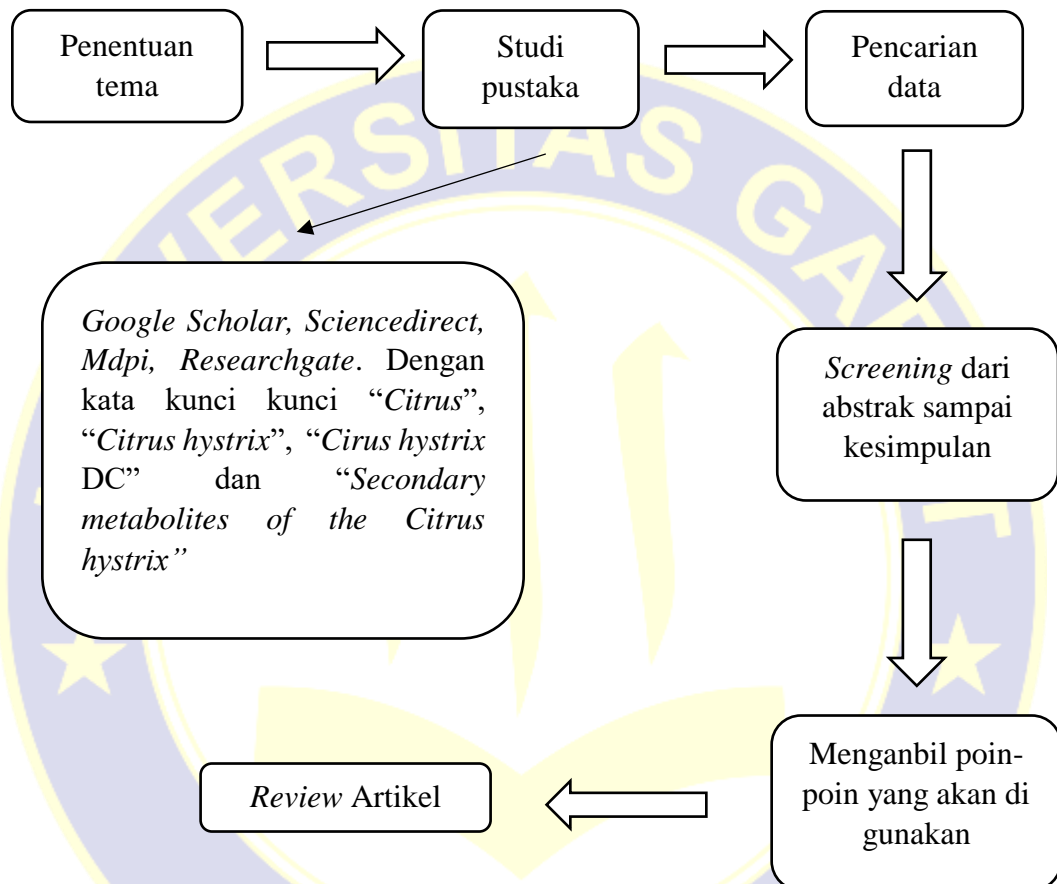 Penentuan
tema
Studi
pustaka
Pencarian
data
Google Scholar, Sciencedirect,
Mdpi, Researchgate. Dengan
kata kunci kunci “Citrus”,
“Citrus hystrix”, “Cirus hystrix
DC” dan “Secondary
metabolites of the Citrus
hystrix”
Screening dari
abstrak sampai
kesimpulan
Menganbil poin-
poin yang akan di
gunakan
Review Artikel